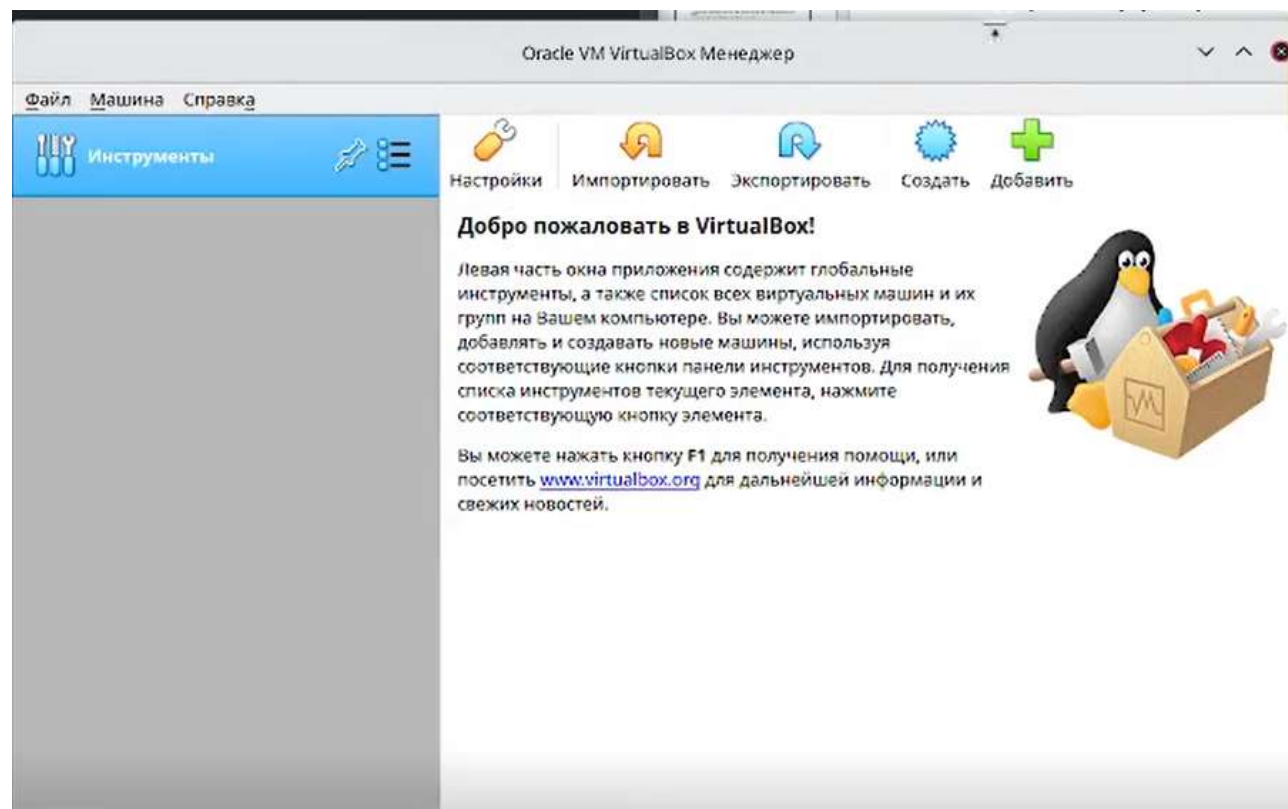 Oracle VM VirtualBox Менеджер
Файл Машина Справка
Инструменты
Настройки Импортировать Экспортировать Создать Добавить
Добро пожаловать в VirtualBox!
Левая часть окна приложения содержит глобальные
инструменты, а также список всех виртуальных машин и их
групп на Вашем компьютере. Вы можете импортировать,
добавлять и создавать новые машины, используя
соответствующие кнопки панели инструментов. Для получения
списка инструментов текущего элемента, нажмите
соответствующую кнопку элемента.
Вы можете нажать кнопку F1 для получения помощи, или
посетить www.virtualbox.org для дальнейшей информации и
свежих новостей.